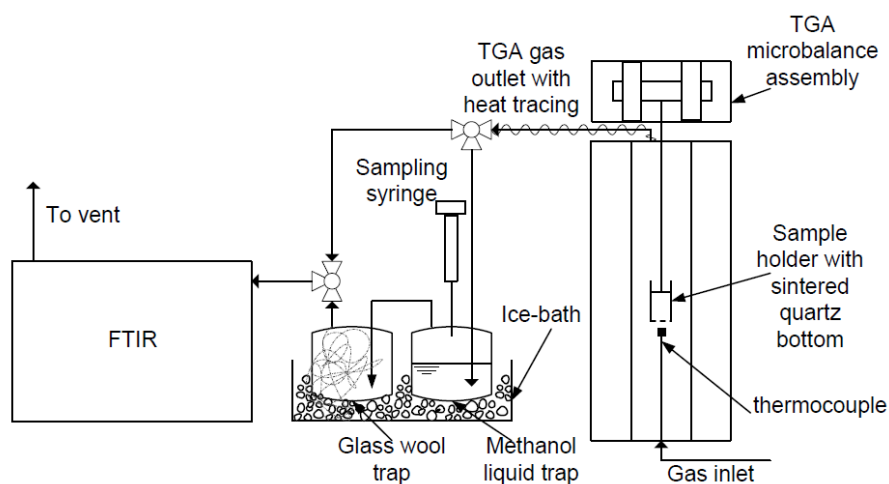 TGA
microbalance
assembly
TGA gas
outlet with
heat tracing
Sampling
syringe
To vent
Sample
holder with
sintered
quartz
bottom
Ice-bath
FTIR
thermocouple
Glass wool
trap
Methanol
liquid trap
Gas inlet